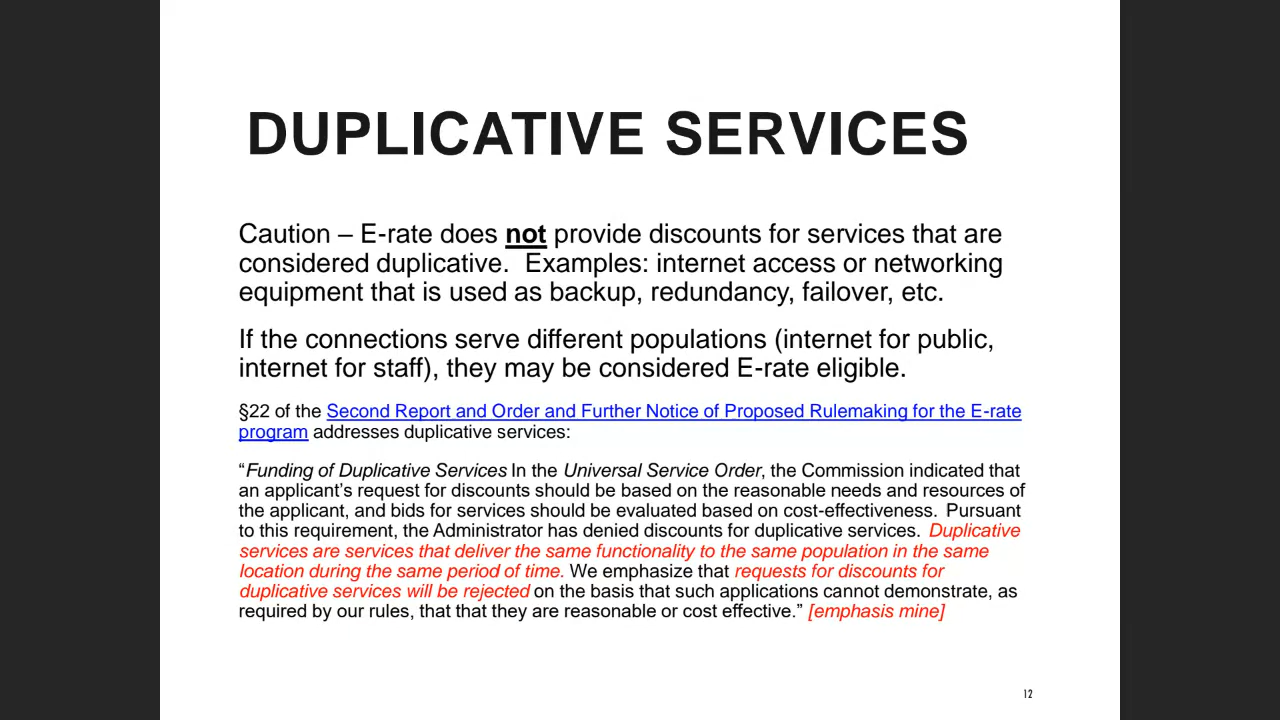 DUPLICATIVE SERVICES
Caution – E-rate does not provide discounts for services that are
considered duplicative.  Examples: internet access or networking
equipment that is used as backup, redundancy, failover, etc.
If the connections serve different populations (internet for public,
internet for staff), they may be considered E-rate eligible.
§22 of the Second Report and Order and Further Notice of Proposed Rulemaking for the E-rate
program addresses duplicative services:
“Funding of Duplicative Services In the Universal Service Order, the Commission indicated that
an applicant’s request for discounts should be based on the reasonable needs and resources of
the applicant, and bids for services should be evaluated based on cost-effectiveness.  Pursuant
to this requirement, the Administrator has denied discounts for duplicative services.  Duplicative
services are services that deliver the same functionality to the same population in the same
location during the same period of time. We emphasize that requests for discounts for
duplicative services will be rejected on the basis that such applications cannot demonstrate, as
required by our rules, that that they are reasonable or cost effective.” [emphasis mine]
12